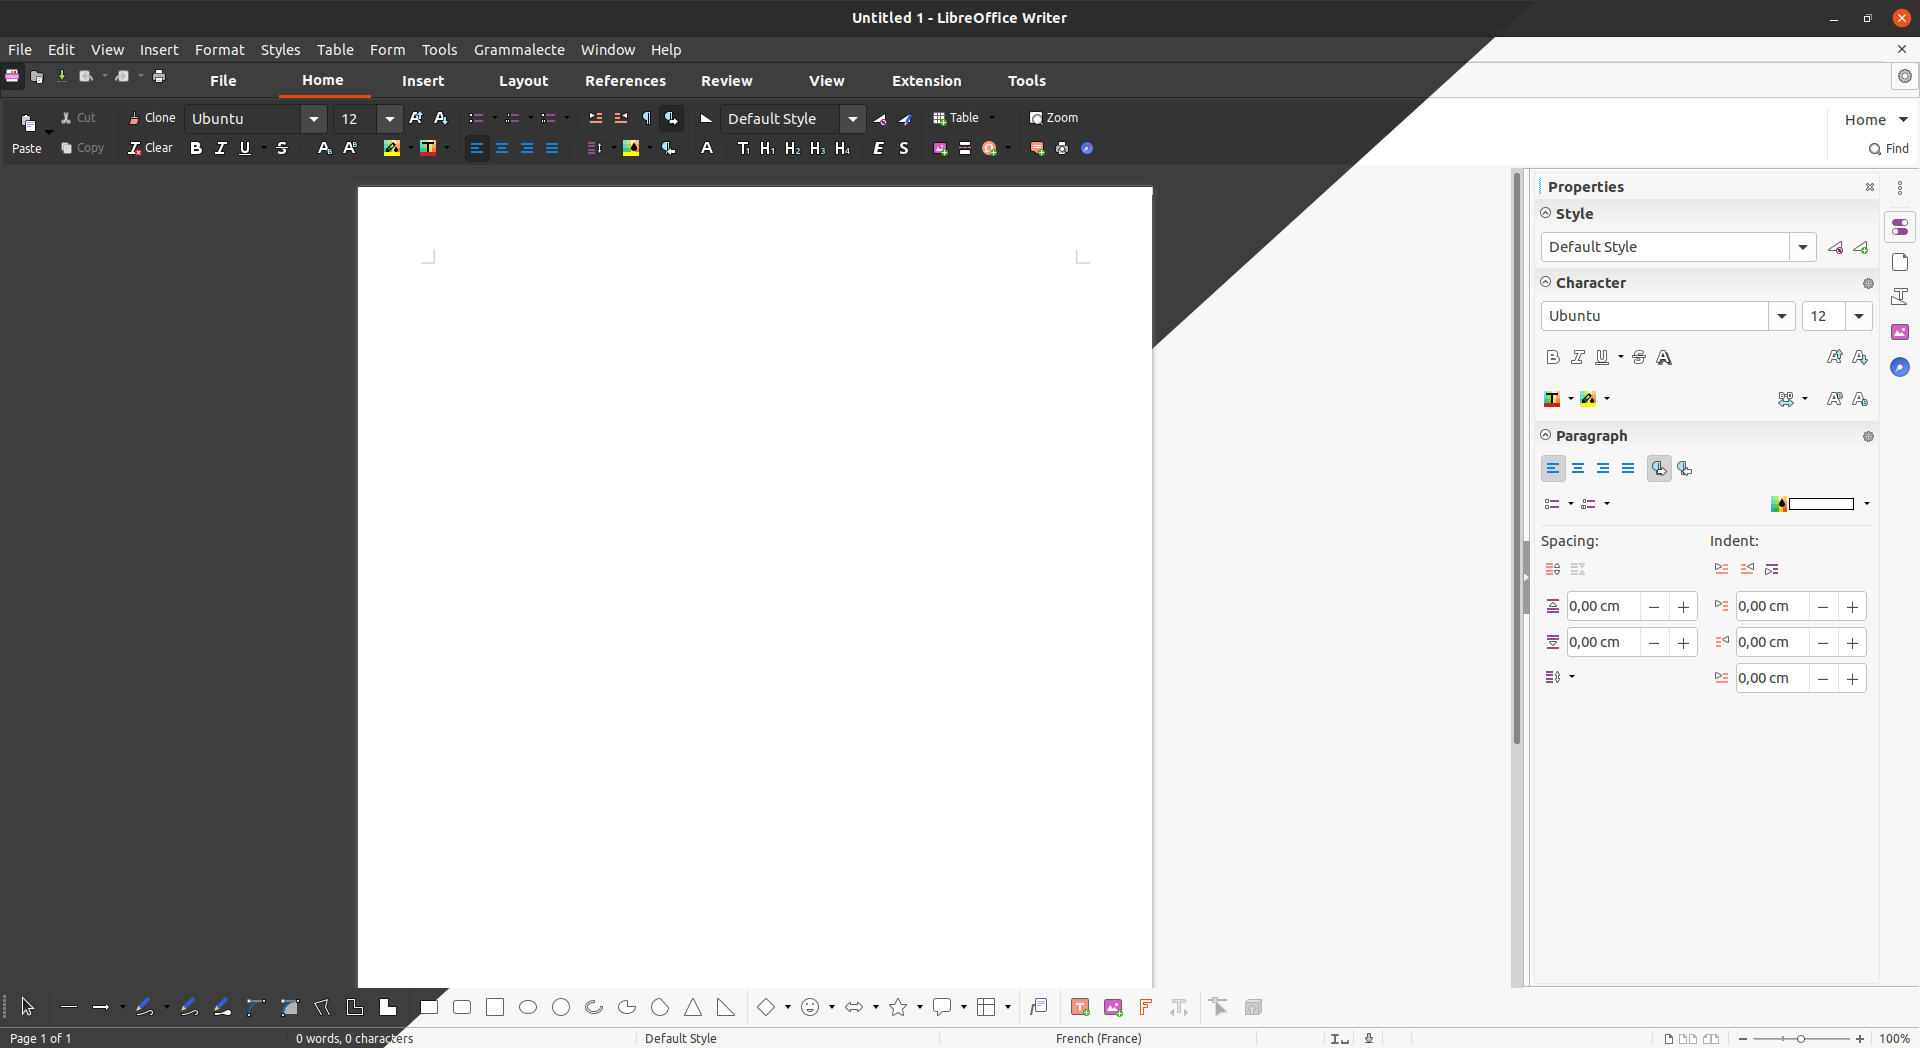 Untitled 1 - LibreOffice Writer
File Edit View Insert Format Styles Table Form Tools Grammalecte Window Help
File Home Insert Layout References Review View Extension Tools
Cut Clone Ubuntu 12 Default Style Table Zoom Home
Paste Copy Clear Find
Properties
Style
Default Style
Character
Ubuntu 12
Paragraph
Spacing: Indent:
0,00 cm 0,00 cm
0,00 cm 0,00 cm
0,00 cm
Page 1 of 1 0 words, 0 characters Default Style French (France) 100%